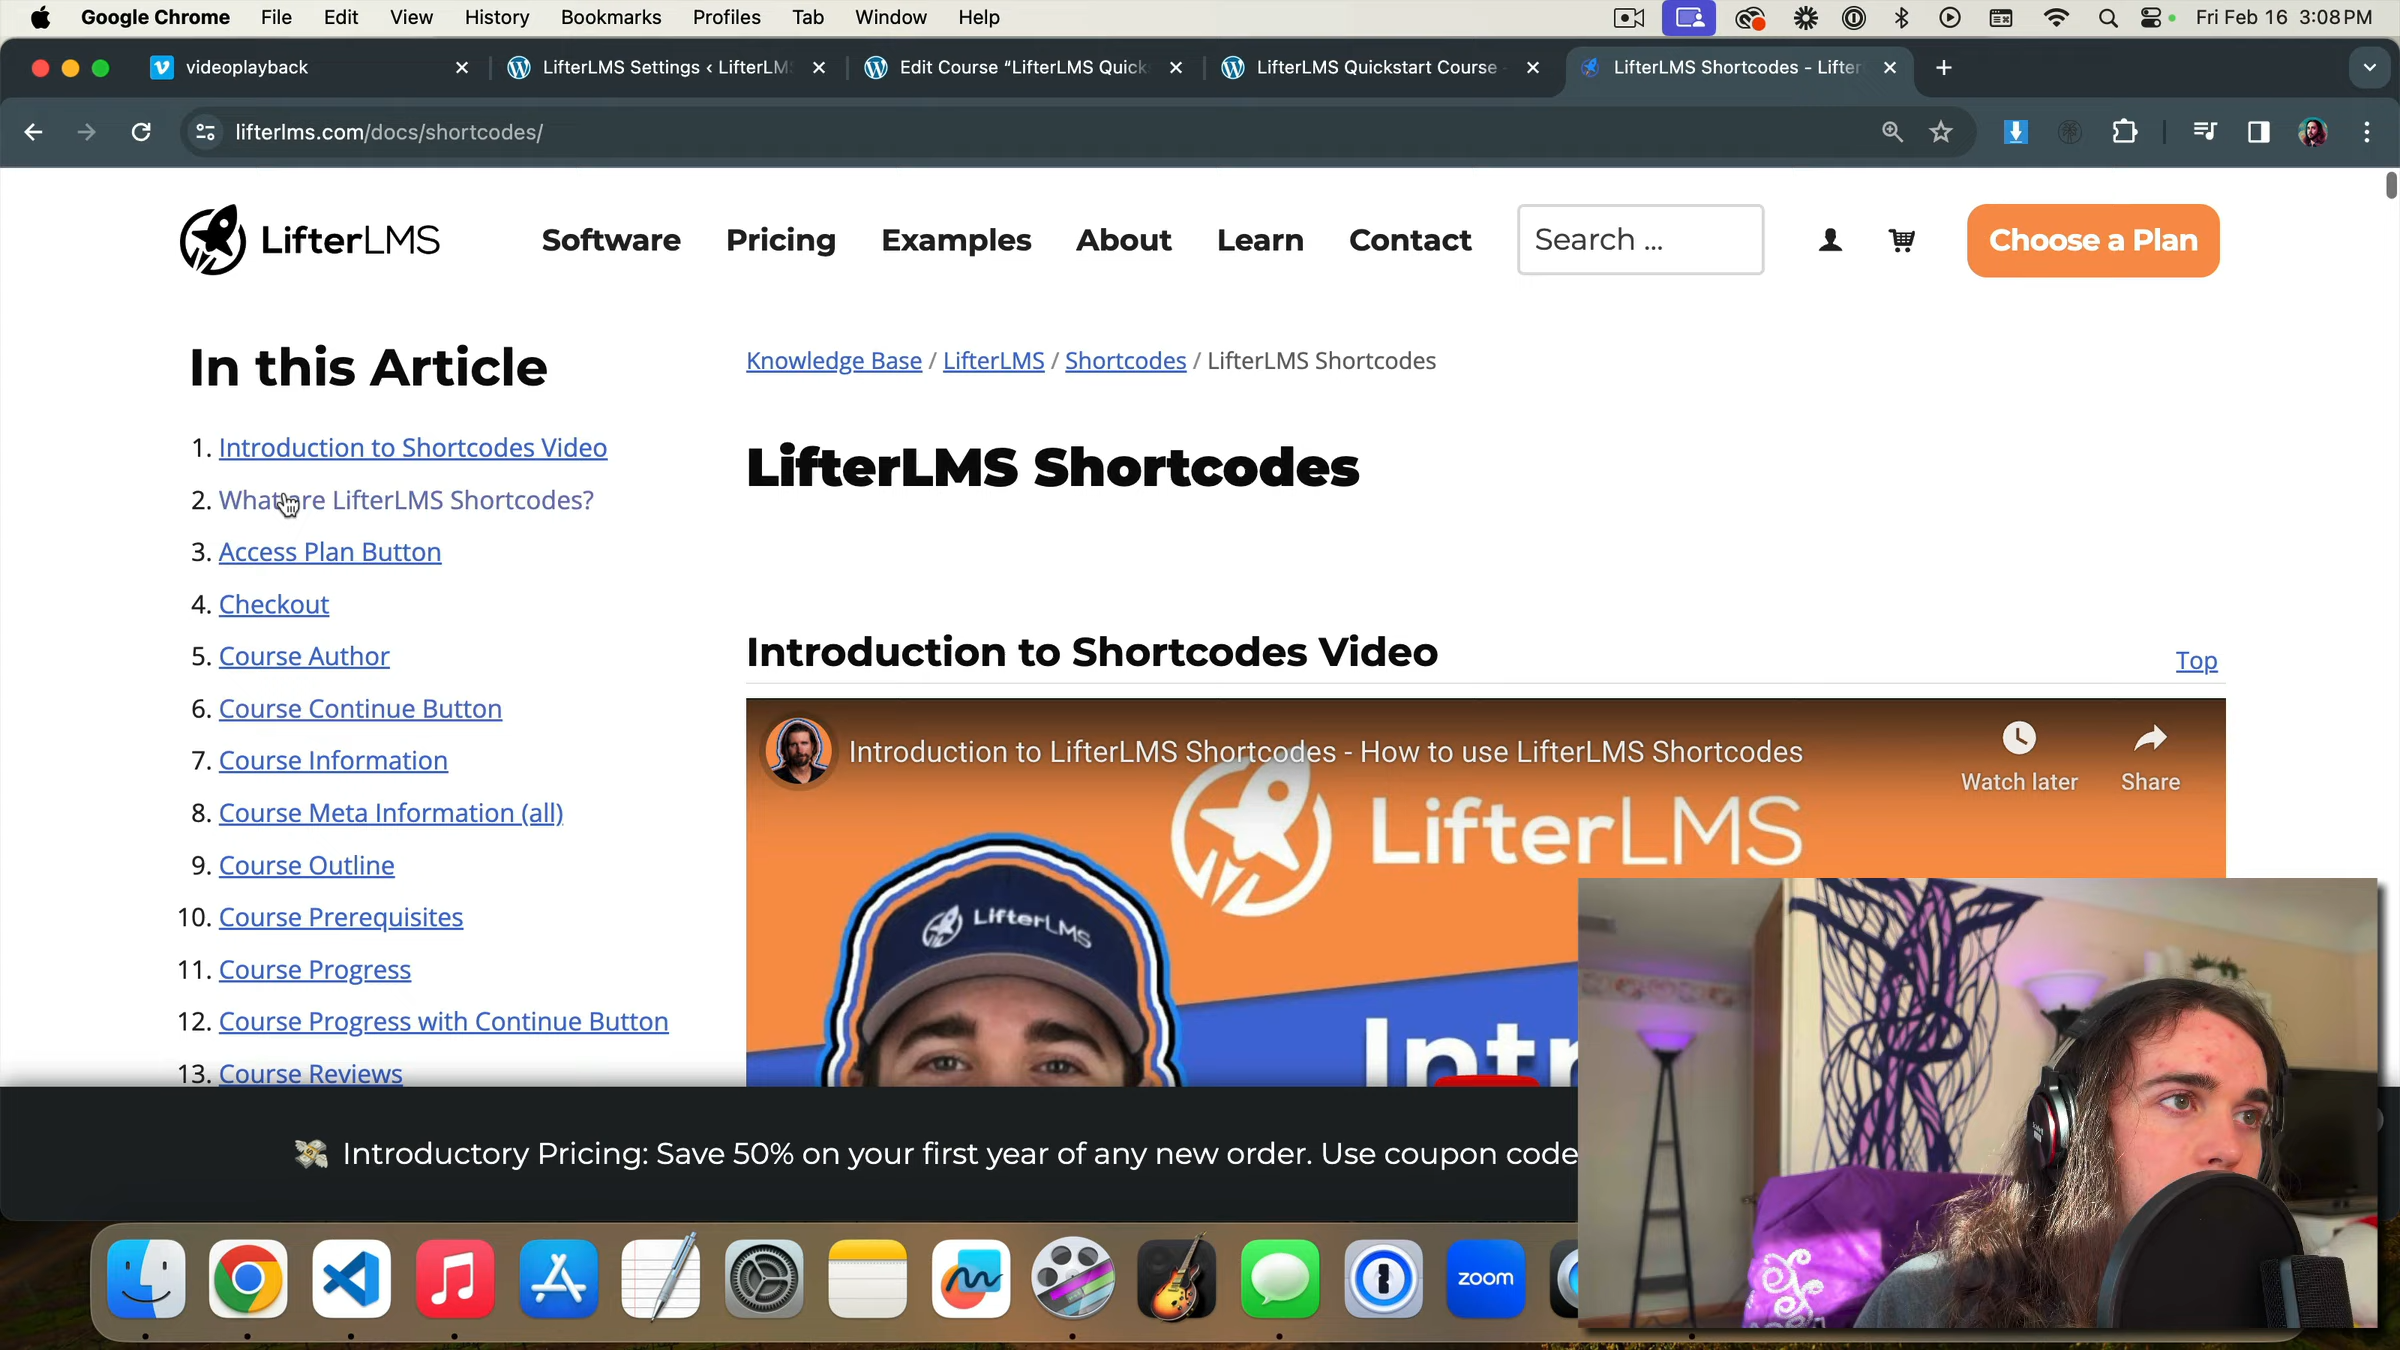 Google Chrome File Edit View History Bookmarks Profiles Tab Window Help
Fri Feb 16 3:08 PM
videoplayback
LifterLMS Settings ‹ LifterLM
Edit Course “LifterLMS Quick
LifterLMS Quickstart Course
LifterLMS Shortcodes - Lifter
lifterlms.com/docs/shortcodes/
LifterLMS
Software Pricing Examples About Learn Contact
Search ...
Choose a Plan
In this Article
1. Introduction to Shortcodes Video
2. What are LifterLMS Shortcodes?
3. Access Plan Button
4. Checkout
5. Course Author
6. Course Continue Button
7. Course Information
8. Course Meta Information (all)
9. Course Outline
10. Course Prerequisites
11. Course Progress
12. Course Progress with Continue Button
13. Course Reviews
Knowledge Base / LifterLMS / Shortcodes / LifterLMS Shortcodes
LifterLMS Shortcodes
Introduction to Shortcodes Video
Top
Introduction to LifterLMS Shortcodes - How to use LifterLMS Shortcodes
Watch later
Share
LifterLMS
LifterLMS
Intr
Introductory Pricing: Save 50% on your first year of any new order. Use coupon code
zoom